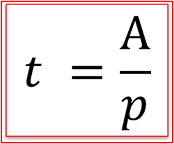 t = A/p